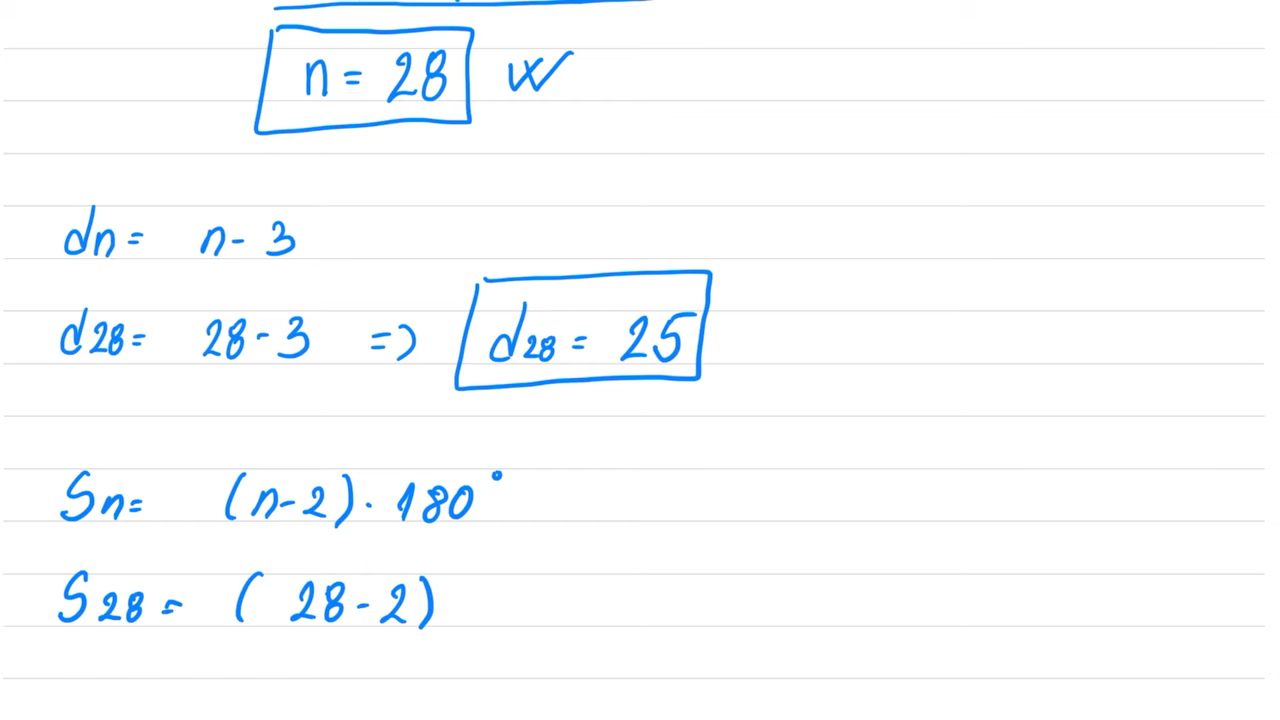 n = 28
dn = n - 3
d28 = 28 - 3 => d28 = 25
Sn = (n-2) · 180°
S28 = ( 28 - 2)